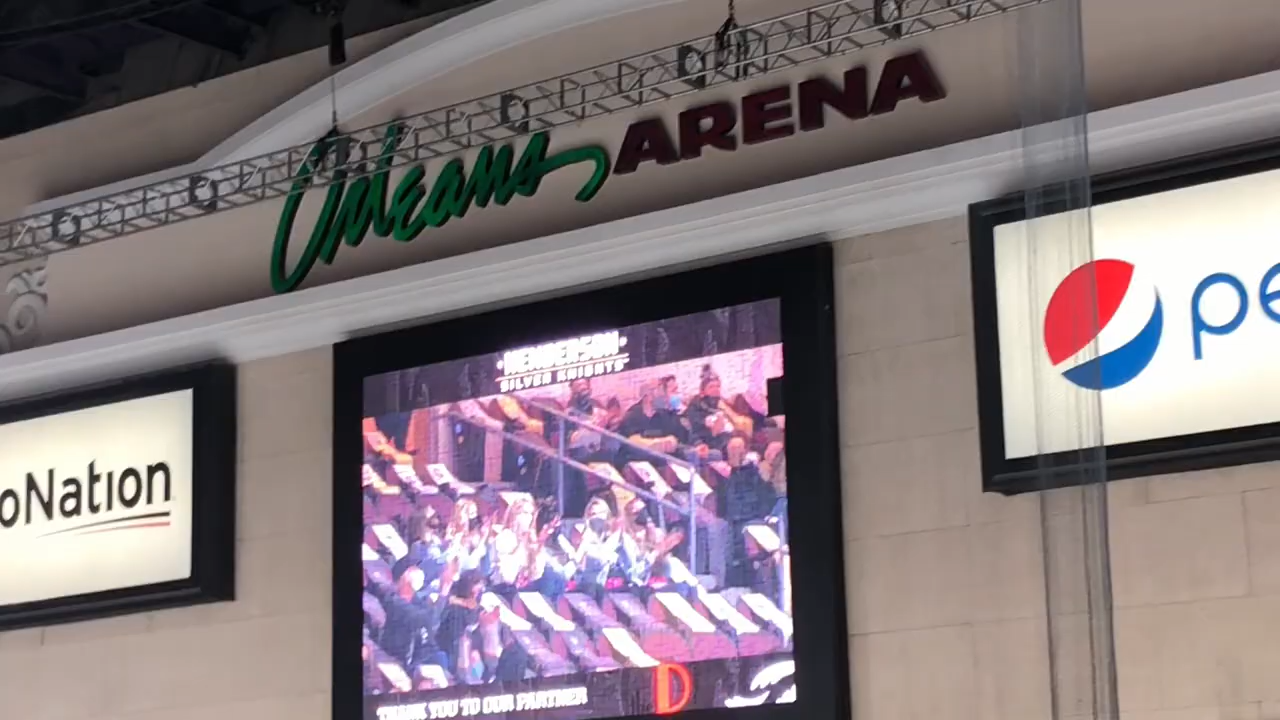 Orleans ARENA
HENDERSON
SILVER KNIGHTS
oNation
pe
THANK YOU TO OUR PARTNER
D